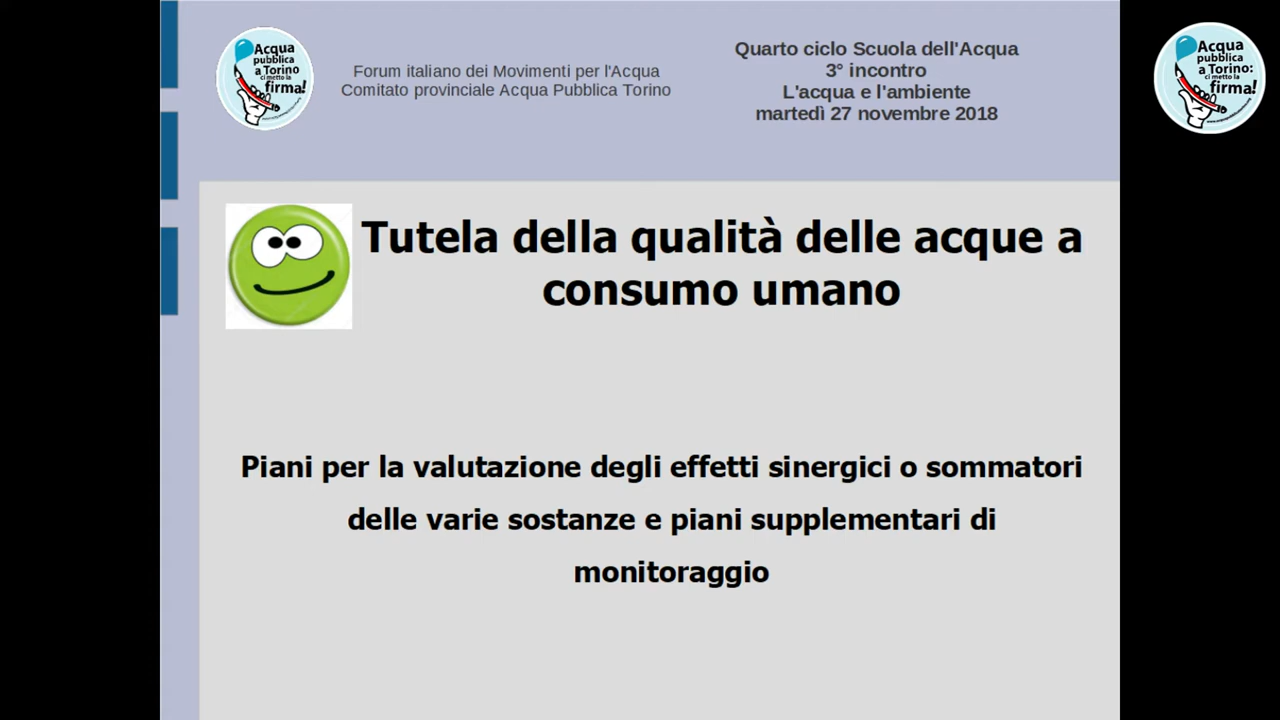 Acqua
pubblica
a Torino
ci metto la
firma!
Forum italiano dei Movimenti per l'Acqua
Comitato provinciale Acqua Pubblica Torino
Quarto ciclo Scuola dell'Acqua
3° incontro
L'acqua e l'ambiente
martedì 27 novembre 2018
Acqua
pubblica
a Torino:
ci metto la
firma!
Tutela della qualità delle acque a
consumo umano
Piani per la valutazione degli effetti sinergici o sommatori
delle varie sostanze e piani supplementari di
monitoraggio